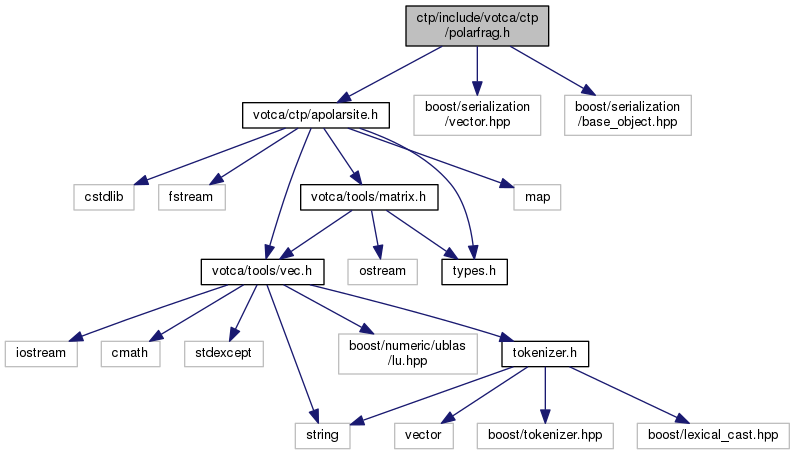 ctp/include/votca/ctp
/polarfrag.h
votca/ctp/apolarsite.h
boost/serialization
/vector.hpp
boost/serialization
/base_object.hpp
cstdlib
fstream
votca/tools/matrix.h
map
votca/tools/vec.h
ostream
types.h
iostream
cmath
stdexcept
boost/numeric/ublas
/lu.hpp
tokenizer.h
string
vector
boost/tokenizer.hpp
boost/lexical_cast.hpp